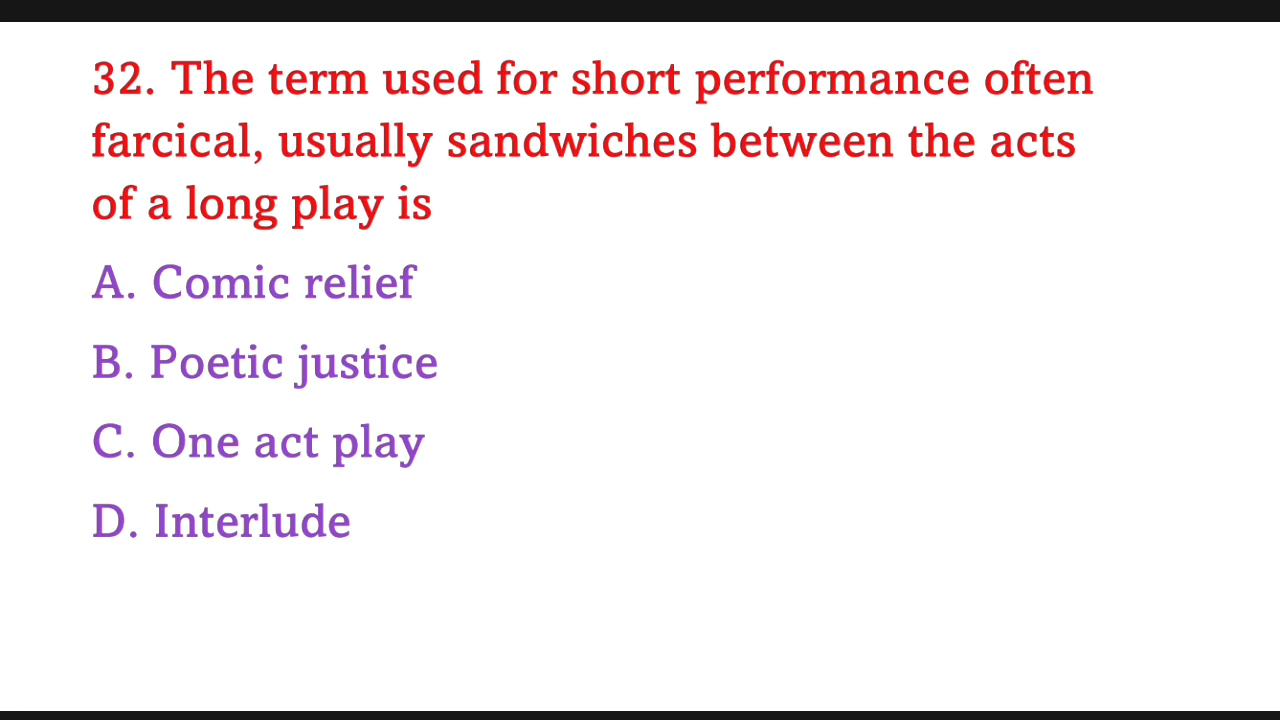 32. The term used for short performance often
farcical, usually sandwiches between the acts
of a long play is
A. Comic relief
B. Poetic justice
C. One act play
D. Interlude